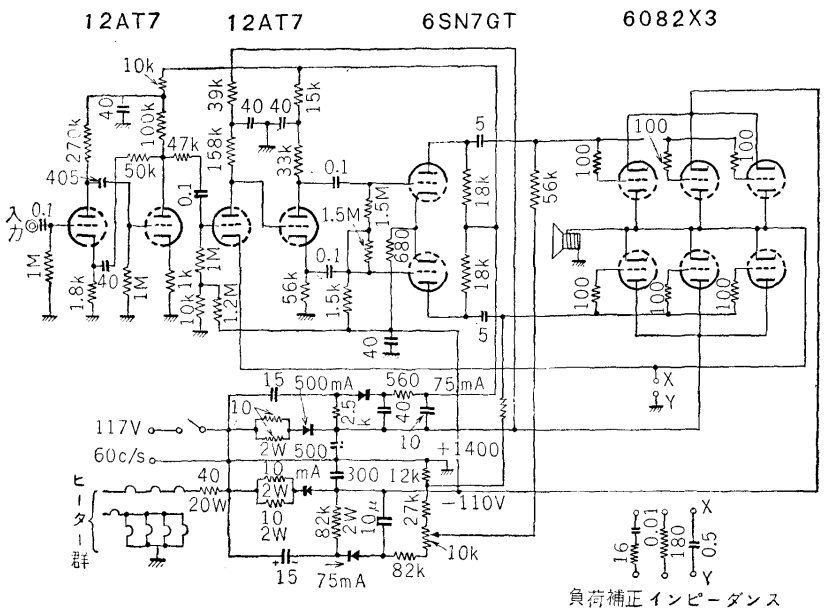 12AT7
12AT7
6SN7GT
6082X3
10k
40
270k
100k
47k
50k
405
0.1
入力
0.1
1M
40
1.8k
1M
1k
39k
40
40
15k
158k
33k
0.1
1.5M
1.5M
0.1
1M
10k
1.2M
56k
1.5k
680
40
5
18k
18k
5
56k
100
100
100
100
100
100
X
Y
15
500mA
560
75mA
10
2.5k
40
10
117V
2W
500
mA
+1400
60c/s
10
300
12k
40
20W
2W
10
2W
82k
2W
10μ
27k
−110V
10k
15
75mA
82k
ヒーター群
16
0.01
180
0.5
X
Y
負荷補正インピーダンス